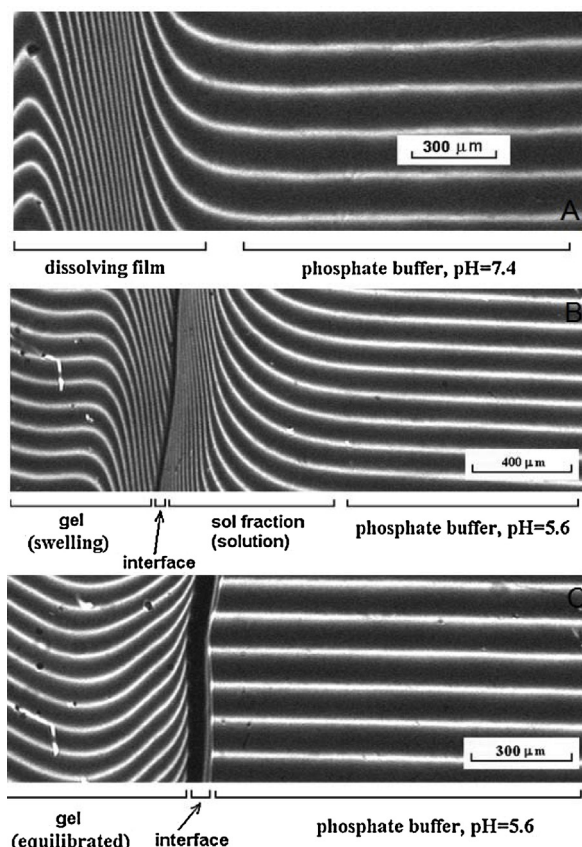 300 μm
A
dissolving film
phosphate buffer, pH=7.4
B
400 μm
gel
(swelling)
interface
sol fraction
(solution)
phosphate buffer, pH=5.6
C
300 μm
gel
(equilibrated)
interface
phosphate buffer, pH=5.6